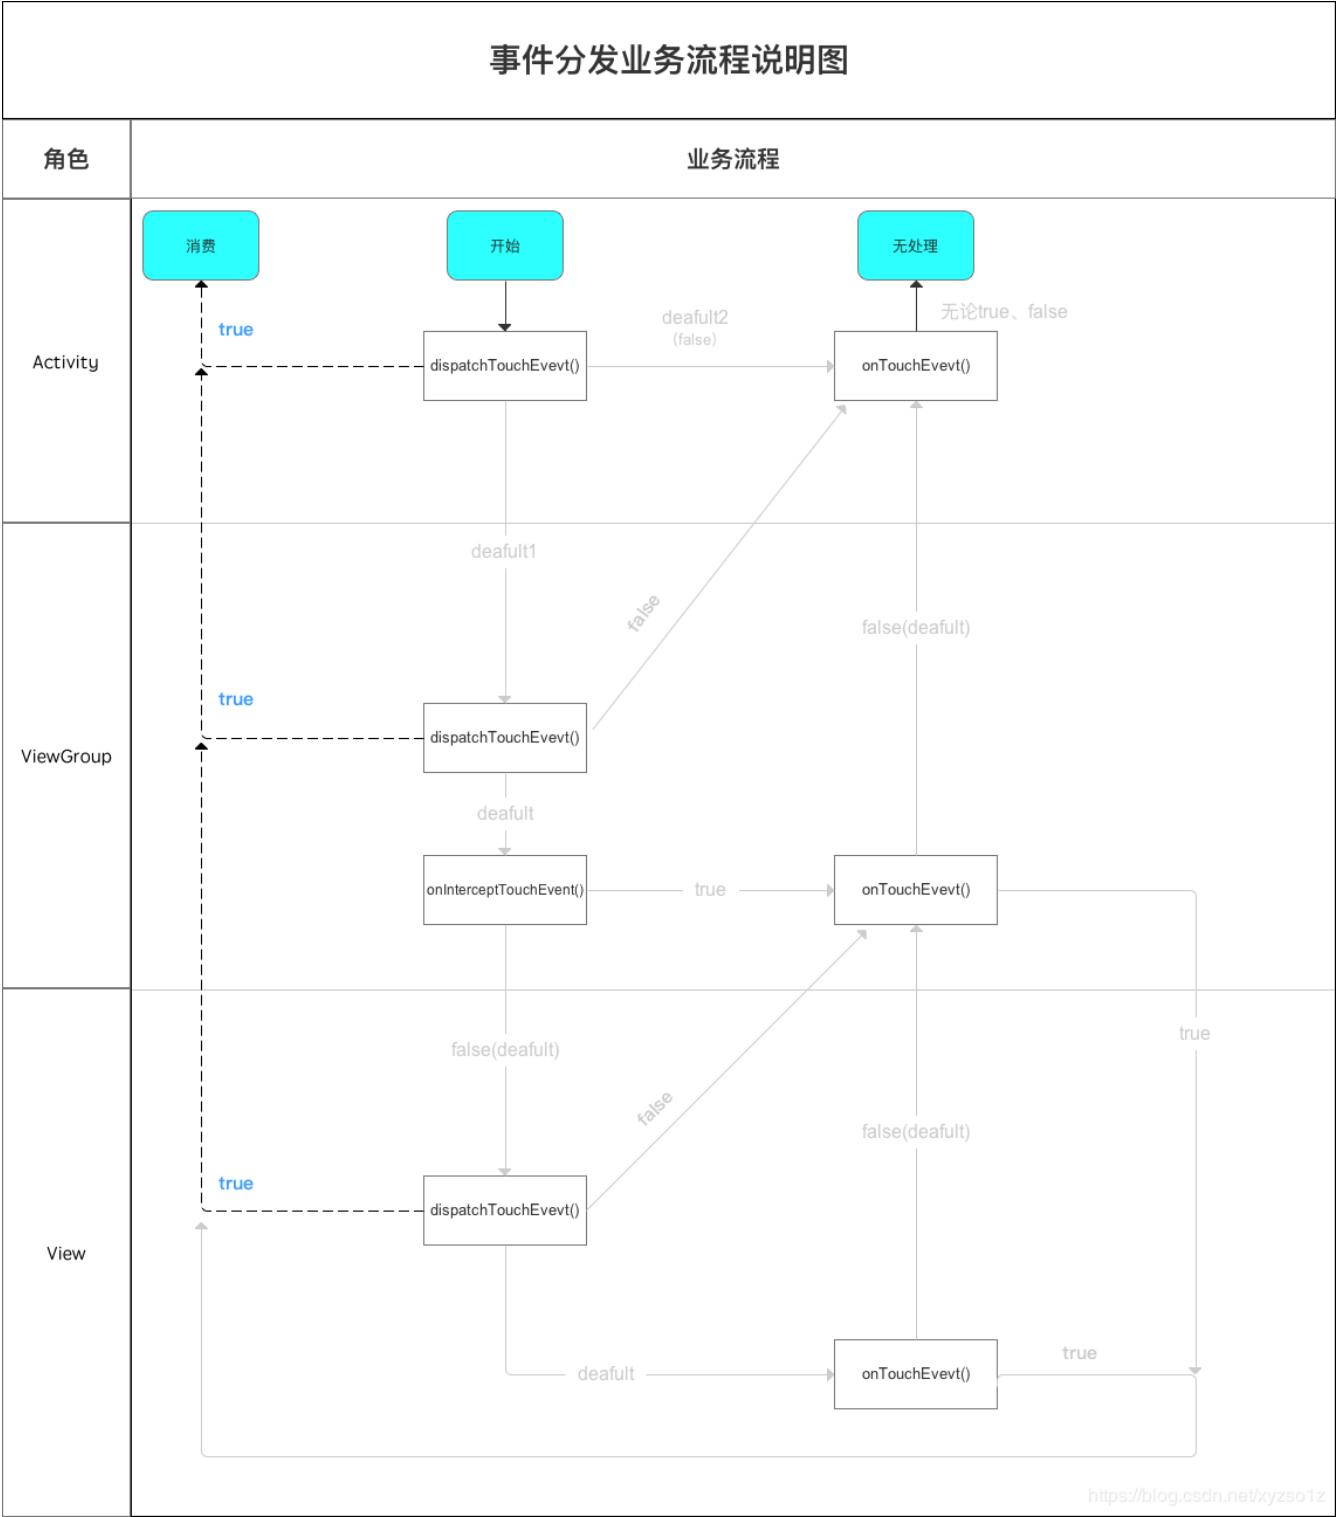 事件分发业务流程说明图
角色
业务流程
消费
开始
无处理
true
deafult2
（false）
无论true、false
Activity
dispatchTouchEvevt()
onTouchEvevt()
deafult1
false
false(deafult)
true
ViewGroup
dispatchTouchEvevt()
deafult
onInterceptTouchEvent()
true
onTouchEvevt()
true
false(deafult)
false
false(deafult)
true
dispatchTouchEvevt()
View
true
deafult
onTouchEvevt()
https://blog.csdn.net/xyzso1z